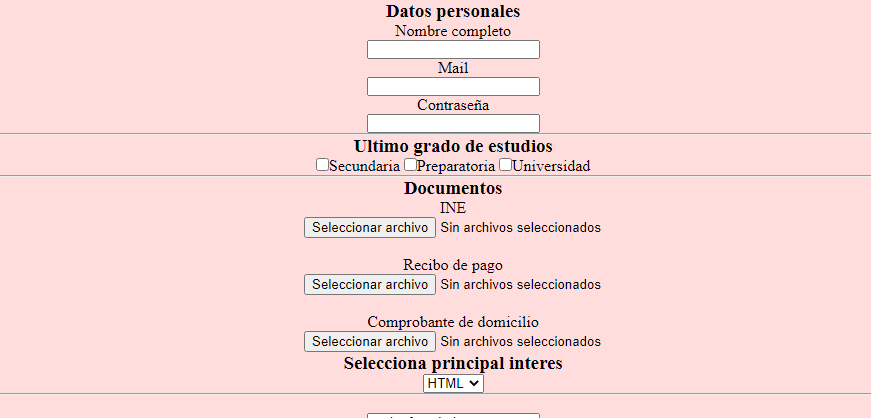 Datos personales
Nombre completo
Mail
Contraseña
Ultimo grado de estudios
Secundaria Preparatoria Universidad
Documentos
INE
Seleccionar archivo Sin archivos seleccionados
Recibo de pago
Seleccionar archivo Sin archivos seleccionados
Comprobante de domicilio
Seleccionar archivo Sin archivos seleccionados
Selecciona principal interes
HTML